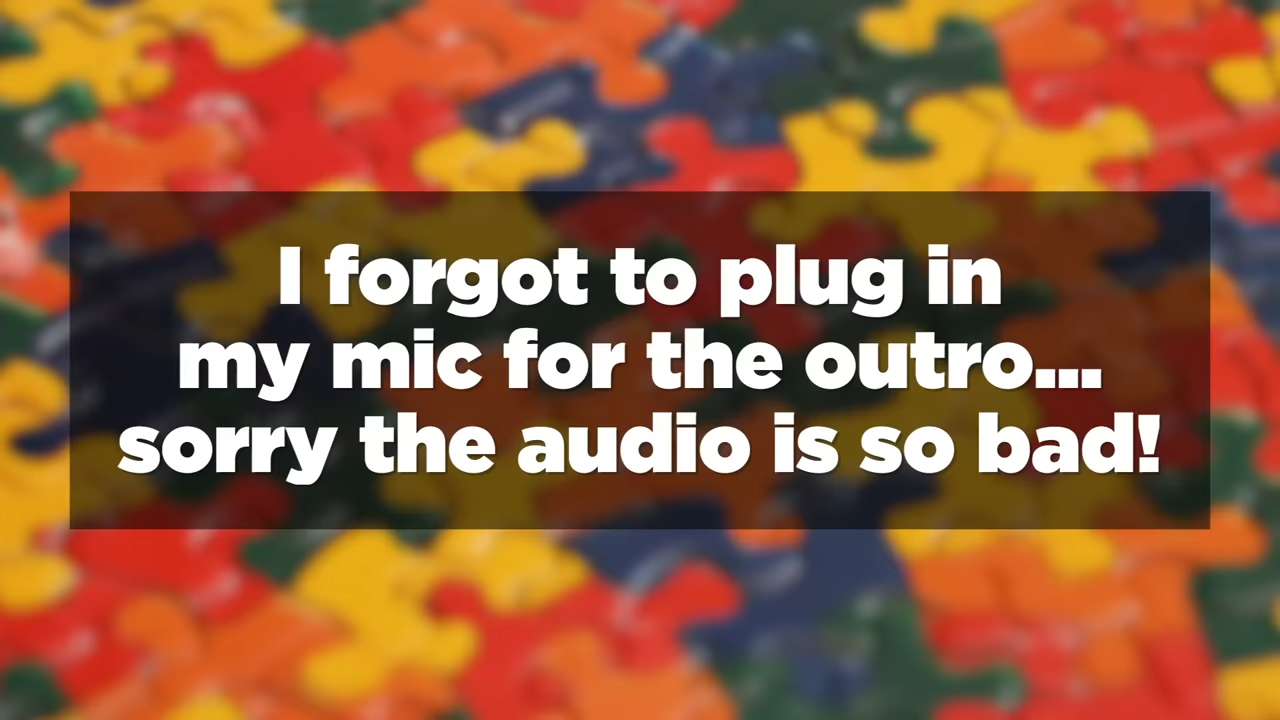 I forgot to plug in
my mic for the outro...
sorry the audio is so bad!